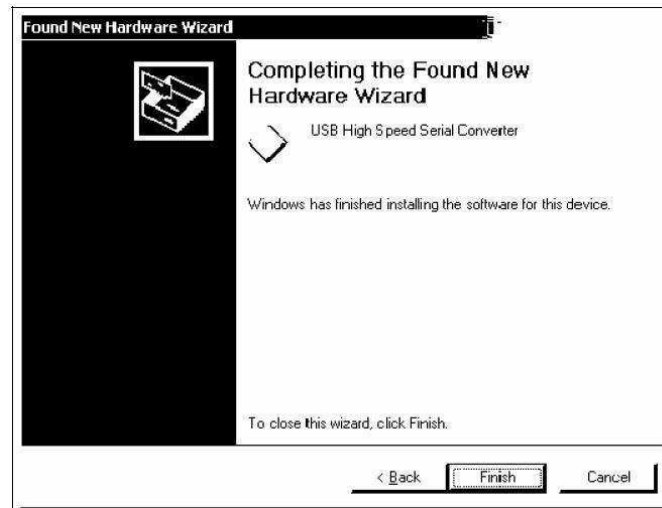 Found New Hardware Wizard
Completing the Found New
Hardware Wizard
USB High Speed Serial Converter
Windows has finished installing the software for this device.
To close this wizard, click Finish.
< Back
Finish
Cancel